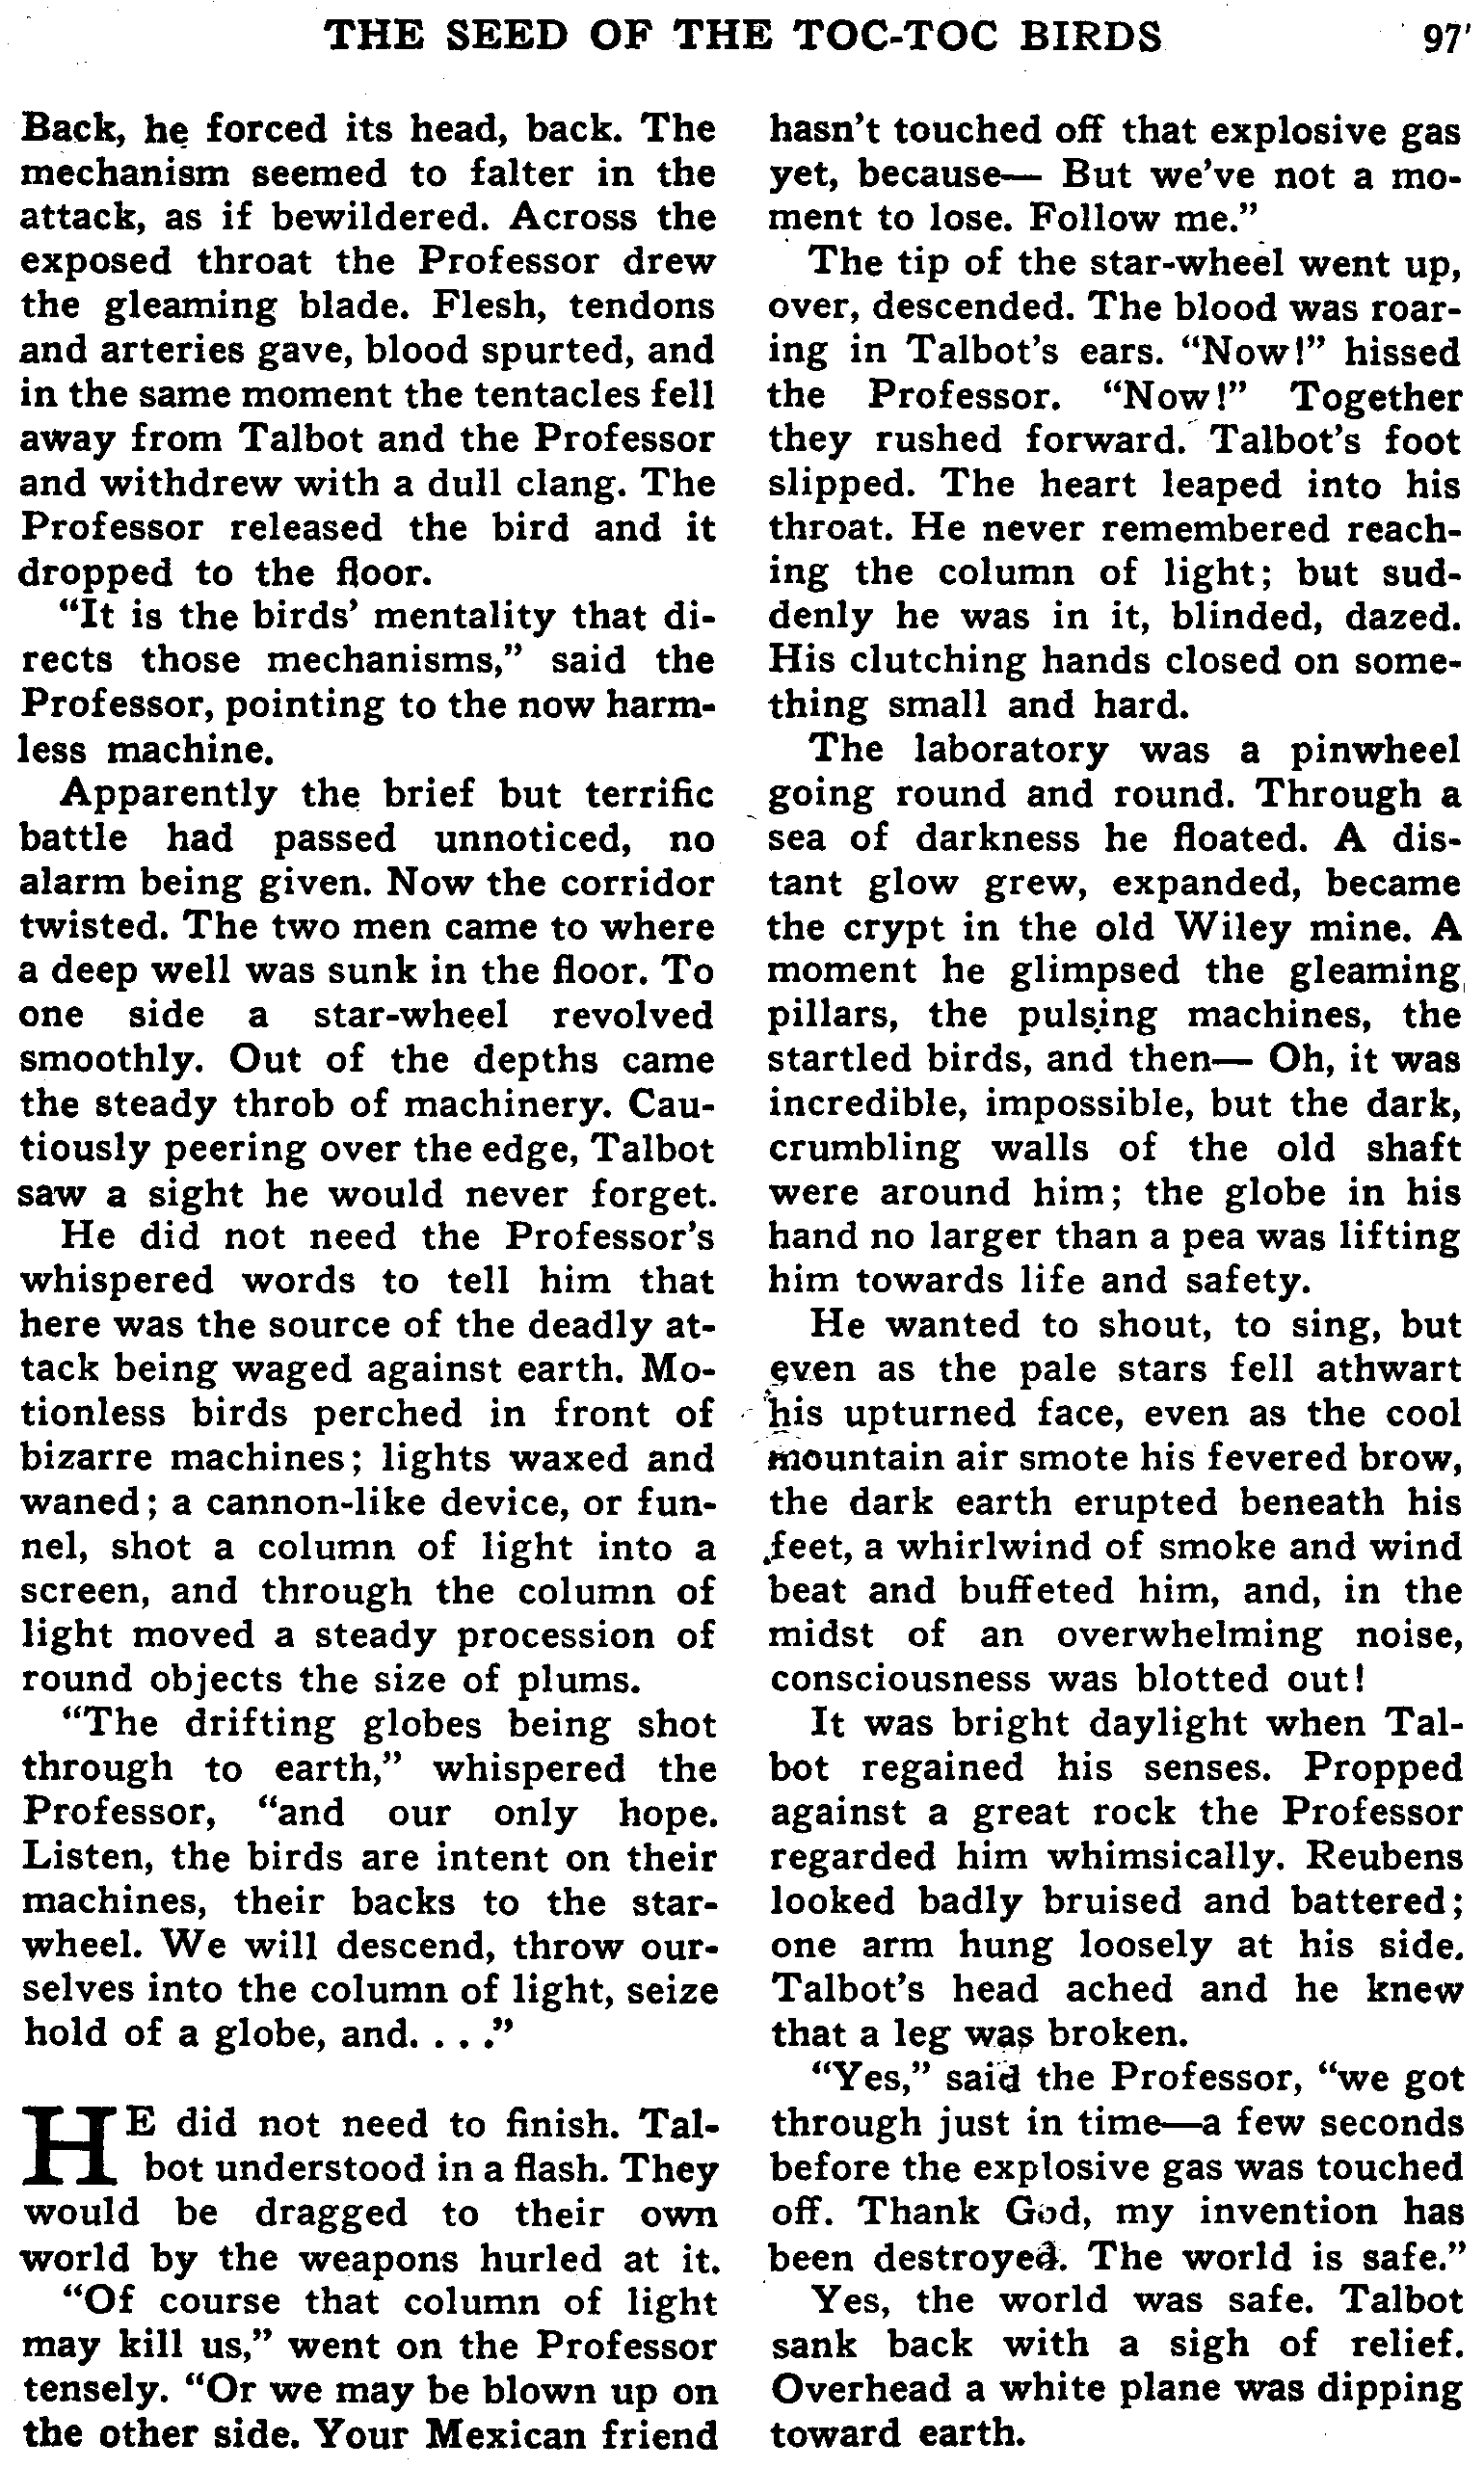 THE SEED OF THE TOC-TOC BIRDS 97
Back, he forced its head, back. The
mechanism seemed to falter in the
attack, as if bewildered. Across the
exposed throat the Professor drew
the gleaming blade. Flesh, tendons
and arteries gave, blood spurted, and
in the same moment the tentacles fell
away from Talbot and the Professor
and withdrew with a dull clang. The
Professor released the bird and it
dropped to the floor.
“It is the birds’ mentality that di-
rects those mechanisms,” said the
Professor, pointing to the now harm-
less machine.
Apparently the brief but terrific
battle had passed unnoticed, no
alarm being given. Now the corridor
twisted. The two men came to where
a deep well was sunk in the floor. To
one side a star-wheel revolved
smoothly. Out of the depths came
the steady throb of machinery. Cau-
tiously peering over the edge, Talbot
saw a sight he would never forget.
He did not need the Professor's
whispered words to tell him that
here was the source of the deadly at-
tack being waged against earth. Mo-
tionless birds perched in front of
bizarre machines; lights waxed and
waned; a cannon-like device, or fun-
nel, shot a column of light into a
screen, and through the column of
light moved a steady procession of
round objects the size of plums.
“The drifting globes being shot
through to earth,” whispered the
Professor, “and our only hope.
Listen, the birds are intent on their
machines, their backs to the star-
wheel. We will descend, throw our-
selves into the column of light, seize
hold of a globe, and. . . .”
HE did not need to finish. Tal-
bot understood in a flash. They
would be dragged to their own
world by the weapons hurled at it.
“Of course that column of light
may kill us,” went on the Professor
tensely. “Or we may be blown up on
the other side. Your Mexican friend
hasn't touched off that explosive gas
yet, because— But we've not a mo-
ment to lose. Follow me.”
The tip of the star-wheel went up,
over, descended. The blood was roar-
ing in Talbot's ears. “Now!” hissed
the Professor. “Now!” Together
they rushed forward. Talbot's foot
slipped. The heart leaped into his
throat. He never remembered reach-
ing the column of light; but sud-
denly he was in it, blinded, dazed.
His clutching hands closed on some-
thing small and hard.
The laboratory was a pinwheel
going round and round. Through a
sea of darkness he floated. A dis-
tant glow grew, expanded, became
the crypt in the old Wiley mine. A
moment he glimpsed the gleaming
pillars, the pulsing machines, the
startled birds, and then— Oh, it was
incredible, impossible, but the dark,
crumbling walls of the old shaft
were around him; the globe in his
hand no larger than a pea was lifting
him towards life and safety.
He wanted to shout, to sing, but
even as the pale stars fell athwart
his upturned face, even as the cool
mountain air smote his fevered brow,
the dark earth erupted beneath his
feet, a whirlwind of smoke and wind
beat and buffeted him, and, in the
midst of an overwhelming noise,
consciousness was blotted out!
It was bright daylight when Tal-
bot regained his senses. Propped
against a great rock the Professor
regarded him whimsically. Reubens
looked badly bruised and battered;
one arm hung loosely at his side.
Talbot's head ached and he knew
that a leg was broken.
“Yes,” said the Professor, “we got
through just in time—a few seconds
before the explosive gas was touched
off. Thank God, my invention has
been destroyed. The world is safe.”
Yes, the world was safe. Talbot
sank back with a sigh of relief.
Overhead a white plane was dipping
toward earth.